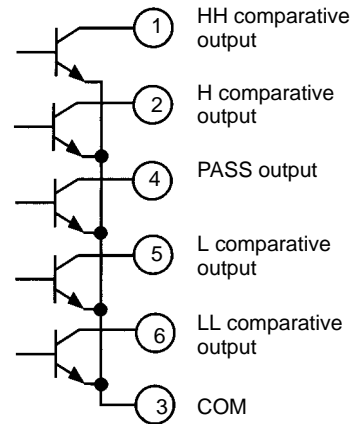 1 HH comparative
output
2 H comparative
output
4 PASS output
5 L comparative
output
6 LL comparative
output
3 COM